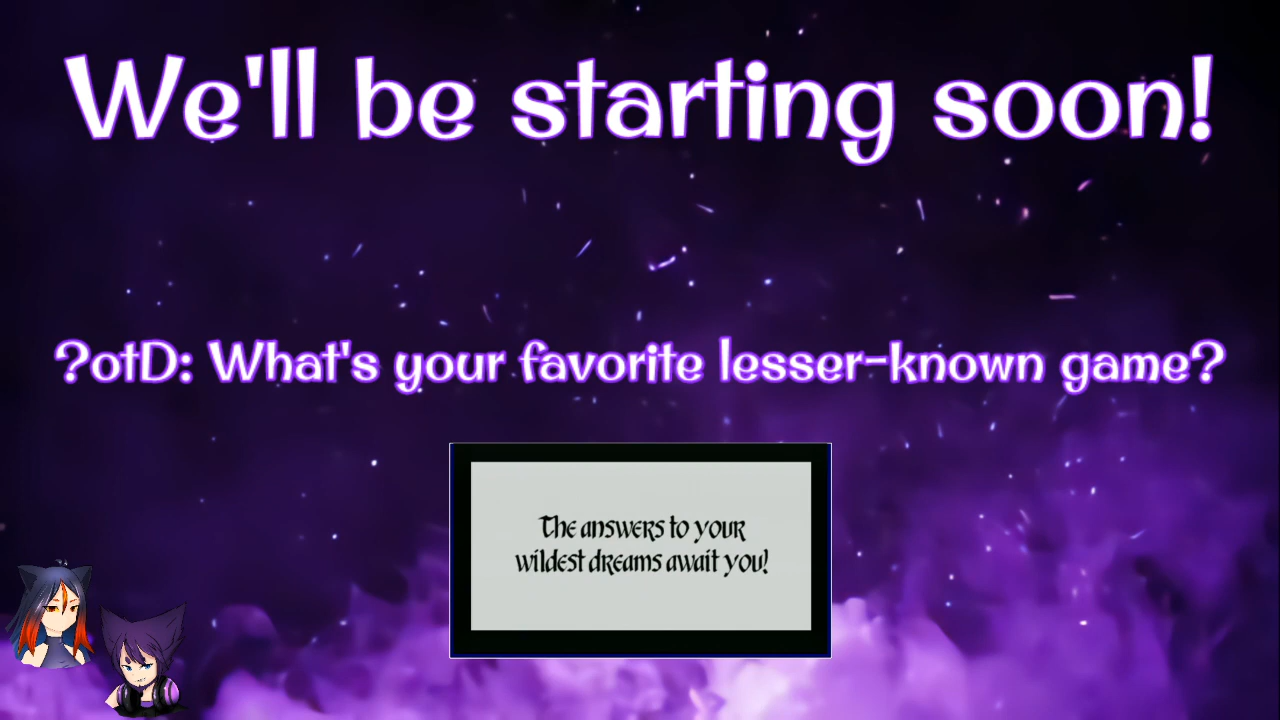 We'll be starting soon!
?otD: What's your favorite lesser-known game?
The answers to your
wildest dreams await you!